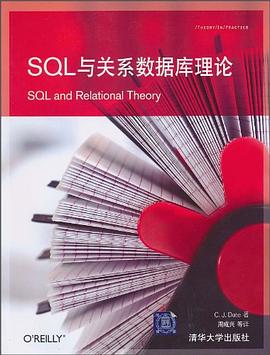 /THEORY/IN/PRACTICE
SQL与关系数据库理论
SQL and Relational Theory
C. J. Date 著
周成兴 等译
O'REILLY®
清华大学出版社